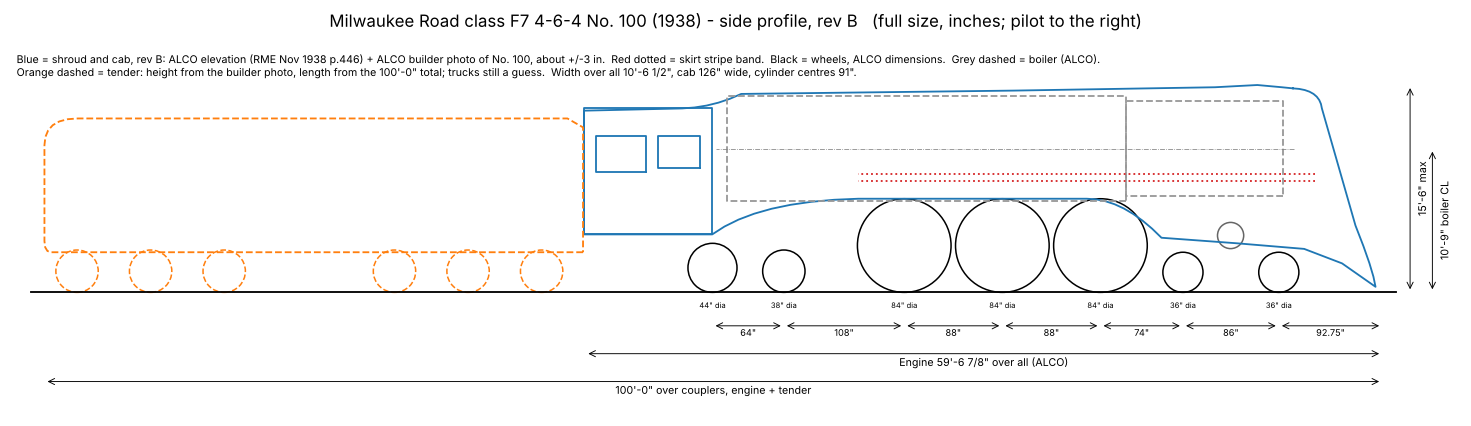 Milwaukee Road class F7 4-6-4 No. 100 (1938) - side profile, rev B (full size, inches; pilot to the right)
Blue = shroud and cab, rev B: ALCO elevation (RME Nov 1938 p.446) + ALCO builder photo of No. 100, about +/-3 in. Red dotted = skirt stripe band. Black = wheels, ALCO dimensions. Grey dashed = boiler (ALCO).
Orange dashed = tender: height from the builder photo, length from the 100'-0" total; trucks still a guess. Width over all 10'-6 1/2", cab 126" wide, cylinder centres 91".
15'-6" max
10'-9" boiler CL
44" dia 38" dia 84" dia 84" dia 84" dia 36" dia 36" dia
64" 108" 88" 88" 74" 86" 92.75"
Engine 59'-6 7/8" over all (ALCO)
100'-0" over couplers, engine + tender